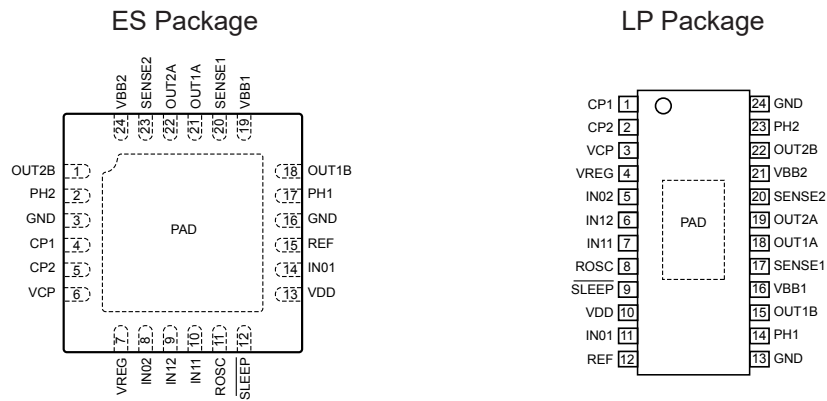 ES Package
VBB2
SENSE2
OUT2A
OUT1A
SENSE1
VBB1
24
23
22
21
20
19
OUT2B 1
PH2 2
GND 3
CP1 4
CP2 5
VCP 6
PAD
18 OUT1B
17 PH1
16 GND
15 REF
14 IN01
13 VDD
7
8
9
10
11
12
VREG
IN02
IN12
IN11
ROSC
SLEEP
LP Package
CP1 1
CP2 2
VCP 3
VREG 4
IN02 5
IN12 6
IN11 7
ROSC 8
SLEEP 9
VDD 10
IN01 11
REF 12
PAD
24 GND
23 PH2
22 OUT2B
21 VBB2
20 SENSE2
19 OUT2A
18 OUT1A
17 SENSE1
16 VBB1
15 OUT1B
14 PH1
13 GND